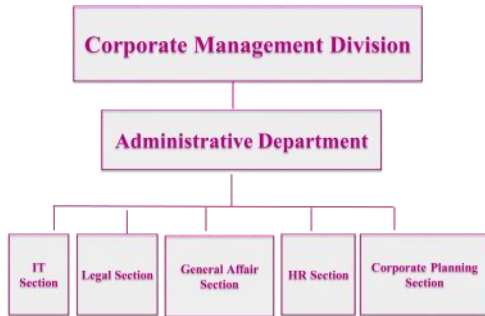 Corporate Management Division
Administrative Department
IT
Section
Legal Section
General Affair
Section
HR Section
Corporate Planning
Section